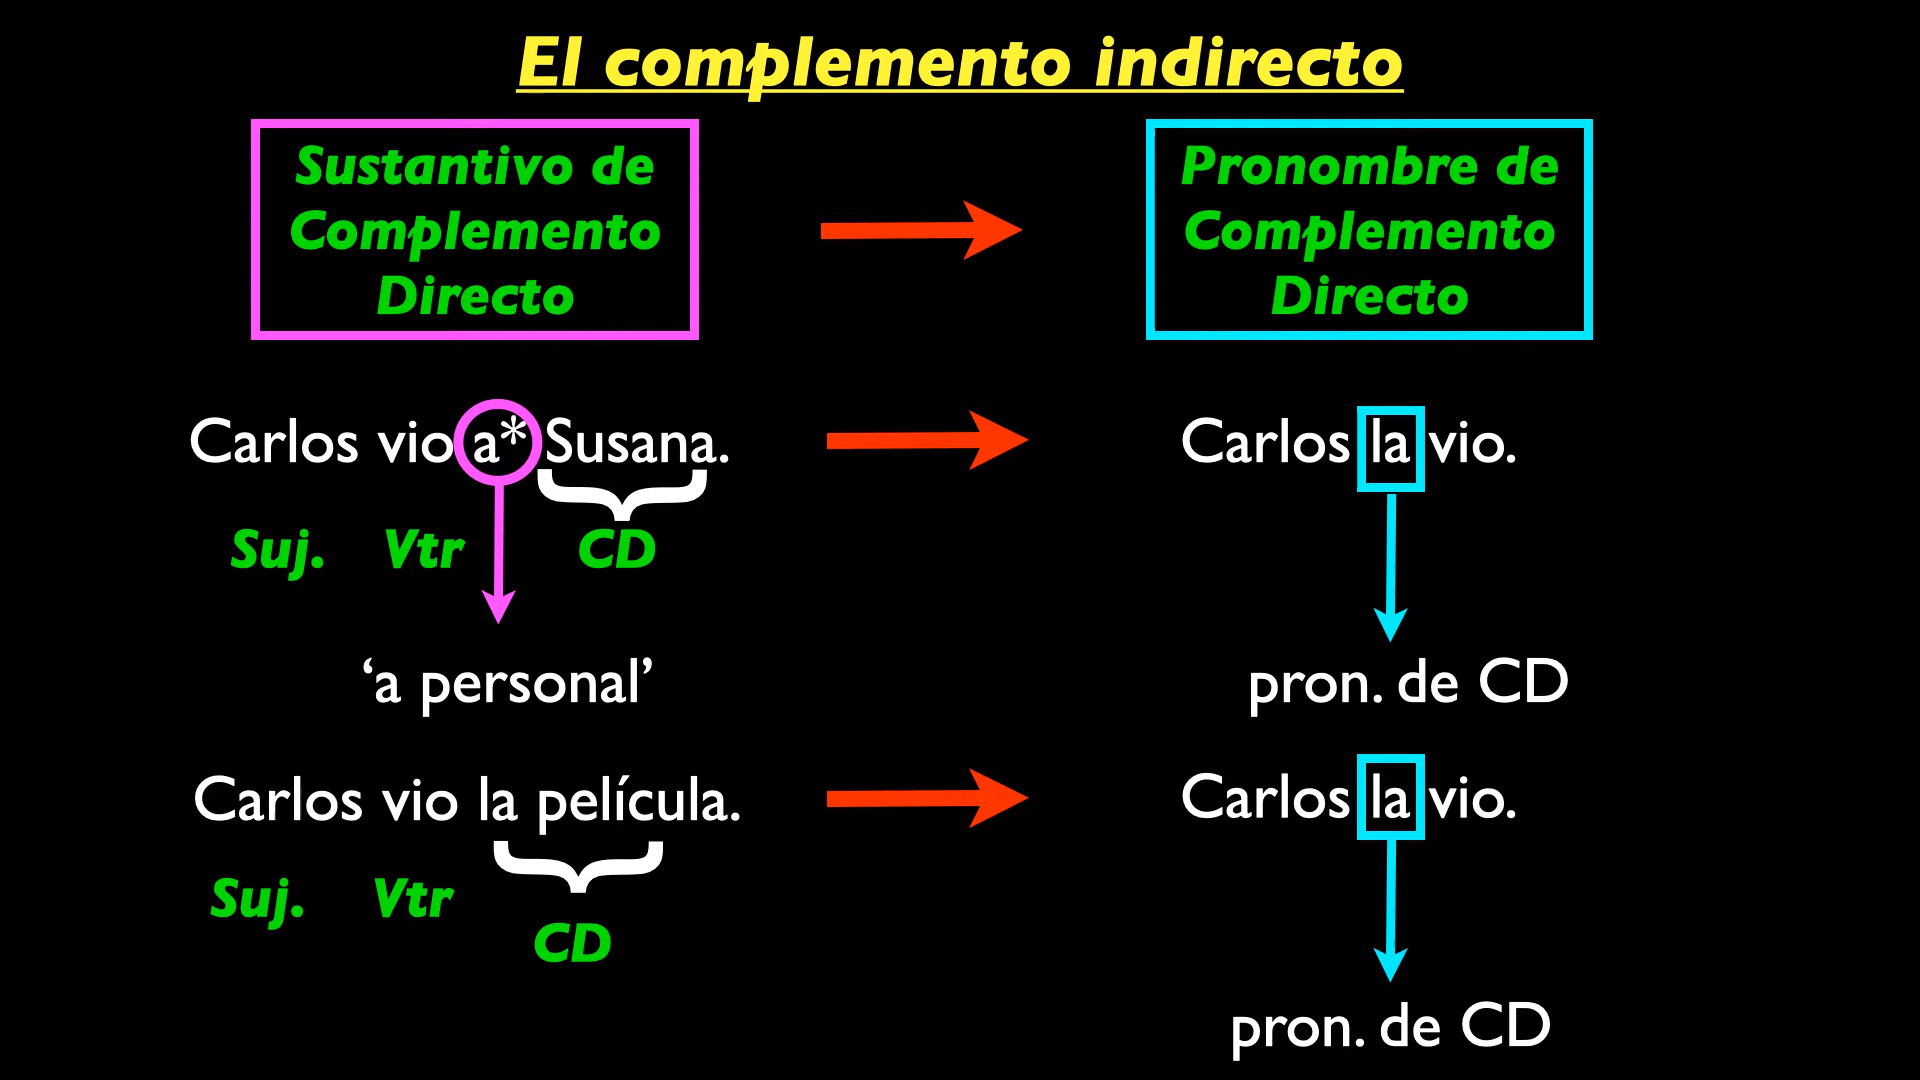 El complemento indirecto
Sustantivo de
Complemento
Directo
Pronombre de
Complemento
Directo
Carlos vio a* Susana.
Carlos la vio.
Suj. Vtr CD
‘a personal’
pron. de CD
Carlos vio la película.
Carlos la vio.
Suj. Vtr
CD
pron. de CD